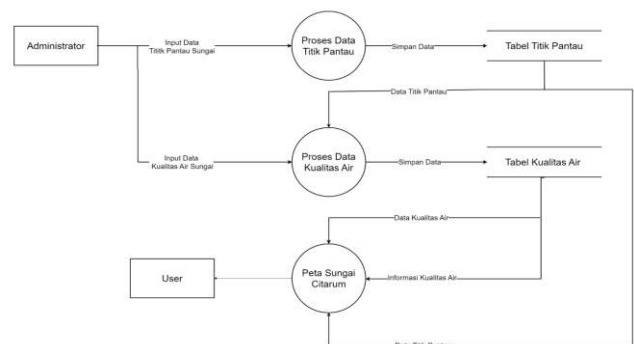 Administrator
Input Data
Tititk Pantau Sungai
Proses Data
Titik Pantau
Simpan Data
Tabel Titik Pantau
Data Titik Pantau
Input Data
Kualitas Air Sungai
Proses Data
Kualitas Air
Simpan Data
Tabel Kualitas Air
Data Kualitas Air
User
Peta Sungai
Citarum
Informasi Kualitas Air